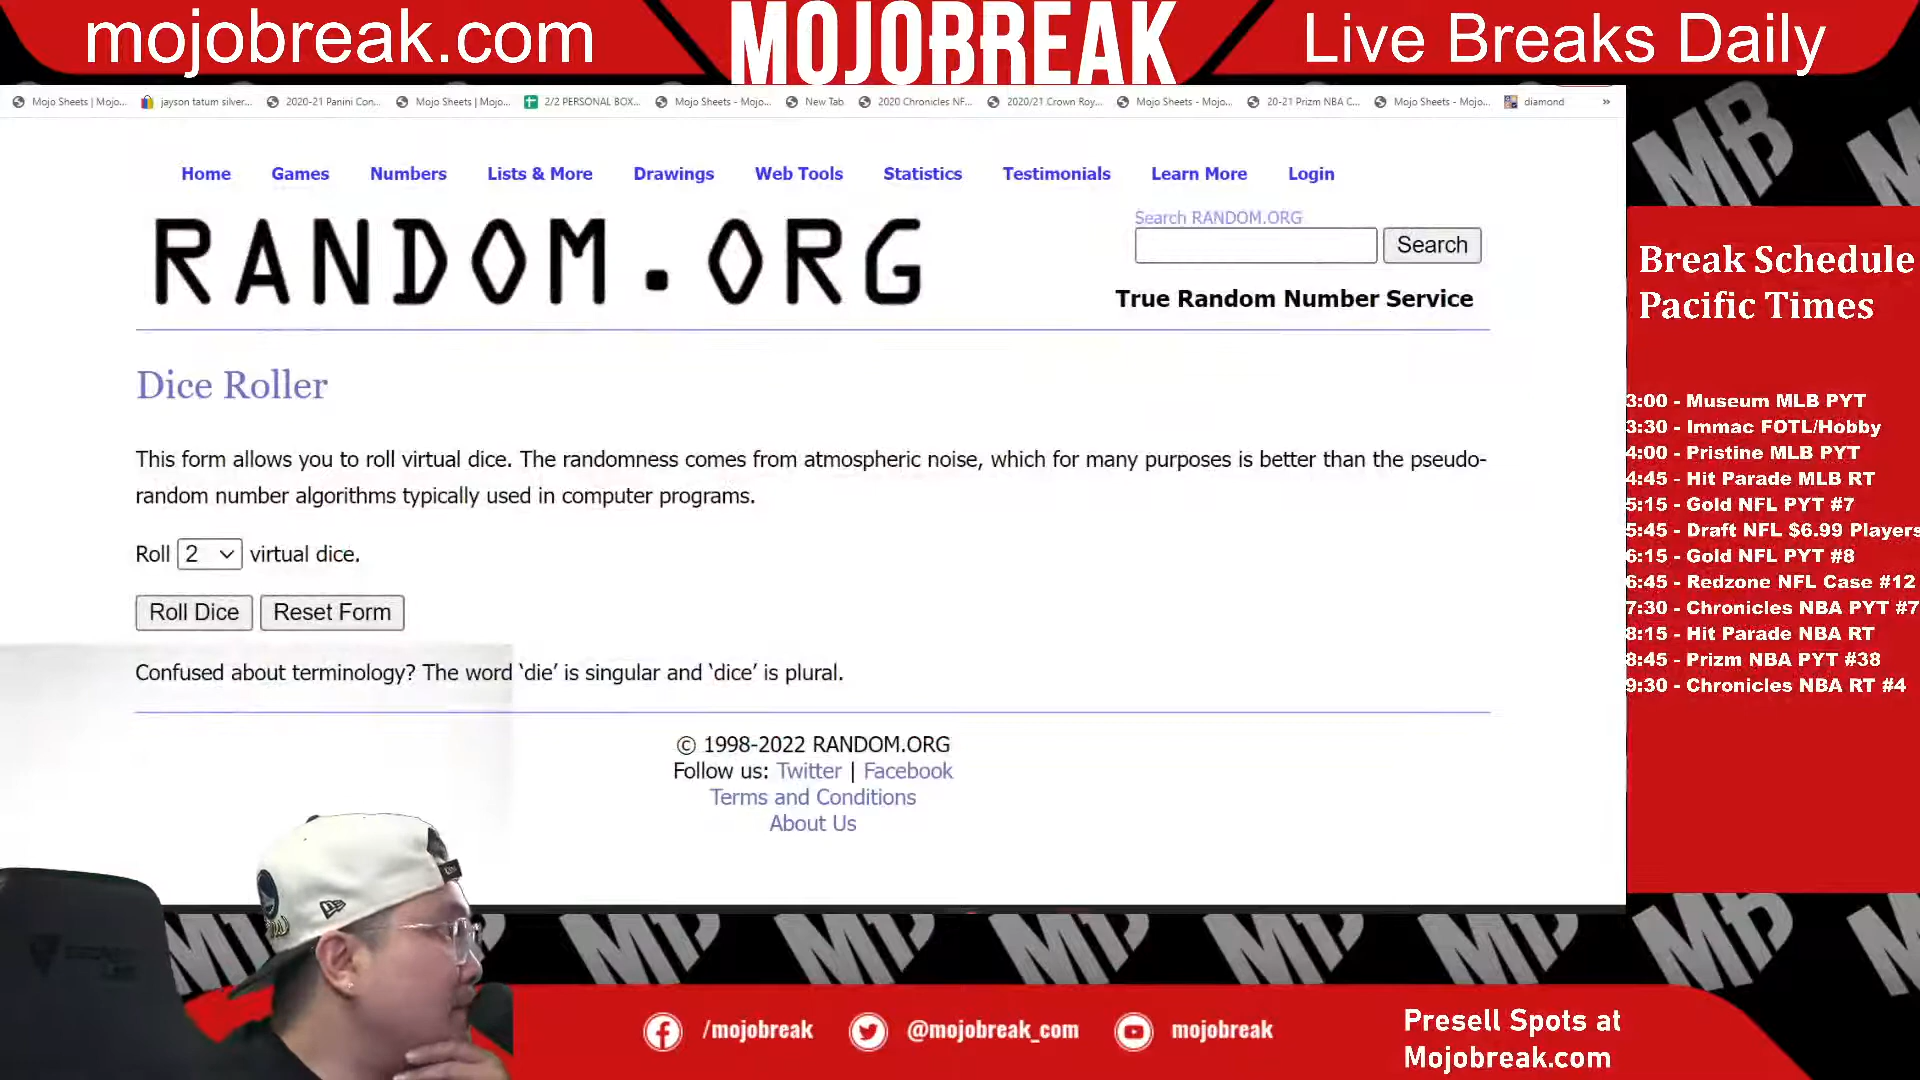 mojobreak.com
MOJOBREAK
Live Breaks Daily
Mojo Sheets | Mojo...
jayson tatum silver...
2020-21 Panini Con...
Mojo Sheets | Mojo...
2/2 PERSONAL BOX...
Mojo Sheets - Mojo...
New Tab
2020 Chronicles NF...
2020/21 Crown Roy...
Mojo Sheets - Mojo...
20-21 Prizm NBA C...
Mojo Sheets - Mojo...
diamond
»
Home Games Numbers Lists & More Drawings Web Tools Statistics Testimonials Learn More Login
RANDOM.ORG
Search RANDOM.ORG
Search
True Random Number Service
Dice Roller
This form allows you to roll virtual dice. The randomness comes from atmospheric noise, which for many purposes is better than the pseudo-
random number algorithms typically used in computer programs.
Roll 2 virtual dice.
Roll Dice Reset Form
Confused about terminology? The word ‘die’ is singular and ‘dice’ is plural.
© 1998-2022 RANDOM.ORG
Follow us: Twitter | Facebook
Terms and Conditions
About Us
Break Schedule
Pacific Times
3:00 - Museum MLB PYT
3:30 - Immac FOTL/Hobby
4:00 - Pristine MLB PYT
4:45 - Hit Parade MLB RT
5:15 - Gold NFL PYT #7
5:45 - Draft NFL $6.99 Players
6:15 - Gold NFL PYT #8
6:45 - Redzone NFL Case #12
7:30 - Chronicles NBA PYT #7
8:15 - Hit Parade NBA RT
8:45 - Prizm NBA PYT #38
9:30 - Chronicles NBA RT #4
/mojobreak
@mojobreak_com
mojobreak
Presell Spots at
Mojobreak.com